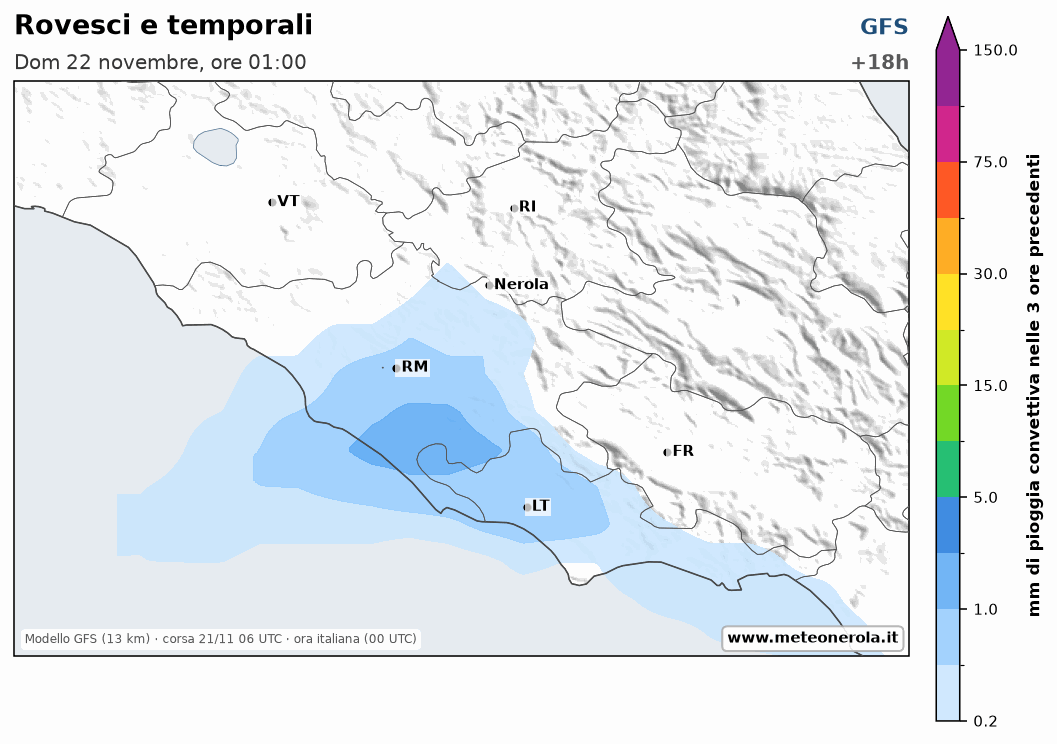 Rovesci e temporali
GFS
Dom 22 novembre, ore 01:00
+18h
150.0
75.0
30.0
15.0
5.0
1.0
0.2
mm di pioggia convettiva nelle 3 ore precedenti
VT
RI
Nerola
RM
FR
LT
Modello GFS (13 km) · corsa 21/11 06 UTC · ora italiana (00 UTC)
www.meteonerola.it